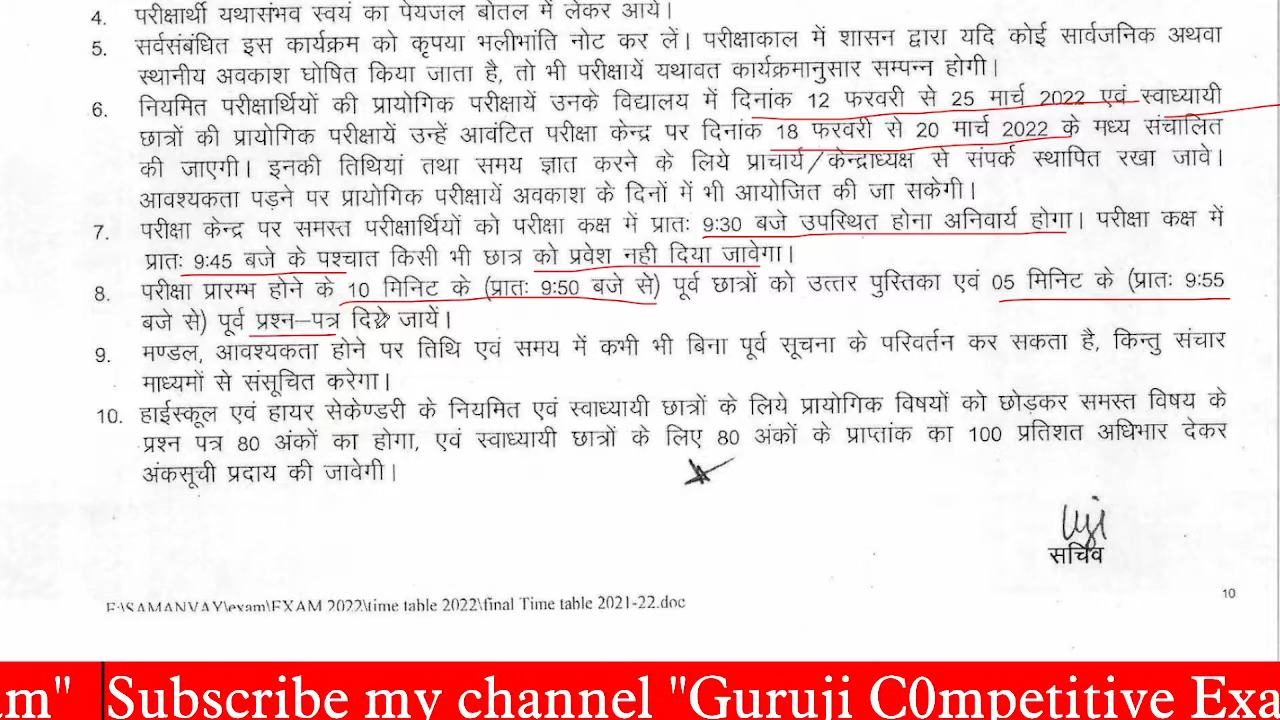 4. परीक्षार्थी यथासंभव स्वयं का पेयजल बोतल में लेकर आये।
5. सर्वसंबंधित इस कार्यक्रम को कृपया भलीभांति नोट कर लें। परीक्षाकाल में शासन द्वारा यदि कोई सार्वजनिक अथवा
स्थानीय अवकाश घोषित किया जाता है, तो भी परीक्षायें यथावत कार्यक्रमानुसार सम्पन्न होगी।
6. नियमित परीक्षार्थियों की प्रायोगिक परीक्षायें उनके विद्यालय में दिनांक 12 फरवरी से 25 मार्च 2022 एवं स्वाध्यायी
छात्रों की प्रायोगिक परीक्षायें उन्हें आवंटित परीक्षा केन्द्र पर दिनांक 18 फरवरी से 20 मार्च 2022 के मध्य संचालित
की जाएगी। इनकी तिथियां तथा समय ज्ञात करने के लिये प्राचार्य/केन्द्राध्यक्ष से संपर्क स्थापित रखा जावे।
आवश्यकता पड़ने पर प्रायोगिक परीक्षायें अवकाश के दिनों में भी आयोजित की जा सकेगी।
7. परीक्षा केन्द्र पर समस्त परीक्षार्थियों को परीक्षा कक्ष में प्रातः 9:30 बजे उपस्थित होना अनिवार्य होगा। परीक्षा कक्ष में
प्रातः 9:45 बजे के पश्चात किसी भी छात्र को प्रवेश नही दिया जावेगा।
8. परीक्षा प्रारम्भ होने के 10 मिनिट के (प्रातः 9:50 बजे से) पूर्व छात्रों को उत्तर पुस्तिका एवं 05 मिनिट के (प्रातः 9:55
बजे से) पूर्व प्रश्न–पत्र दिये जायें।
9. मण्डल, आवश्यकता होने पर तिथि एवं समय में कभी भी बिना पूर्व सूचना के परिवर्तन कर सकता है, किन्तु संचार
माध्यमों से संसूचित करेगा।
10. हाईस्कूल एवं हायर सेकेण्डरी के नियमित एवं स्वाध्यायी छात्रों के लिये प्रायोगिक विषयों को छोड़कर समस्त विषय के
प्रश्न पत्र 80 अंकों का होगा, एवं स्वाध्यायी छात्रों के लिए 80 अंकों के प्राप्तांक का 100 प्रतिशत अधिभार देकर
अंकसूची प्रदाय की जावेगी।
सचिव
F:\SAMANVAY\exam\EXAM 2022\time table 2022\final Time table 2021-22.doc
10
am" Subscribe my channel "Guruji C0mpetitive Exa